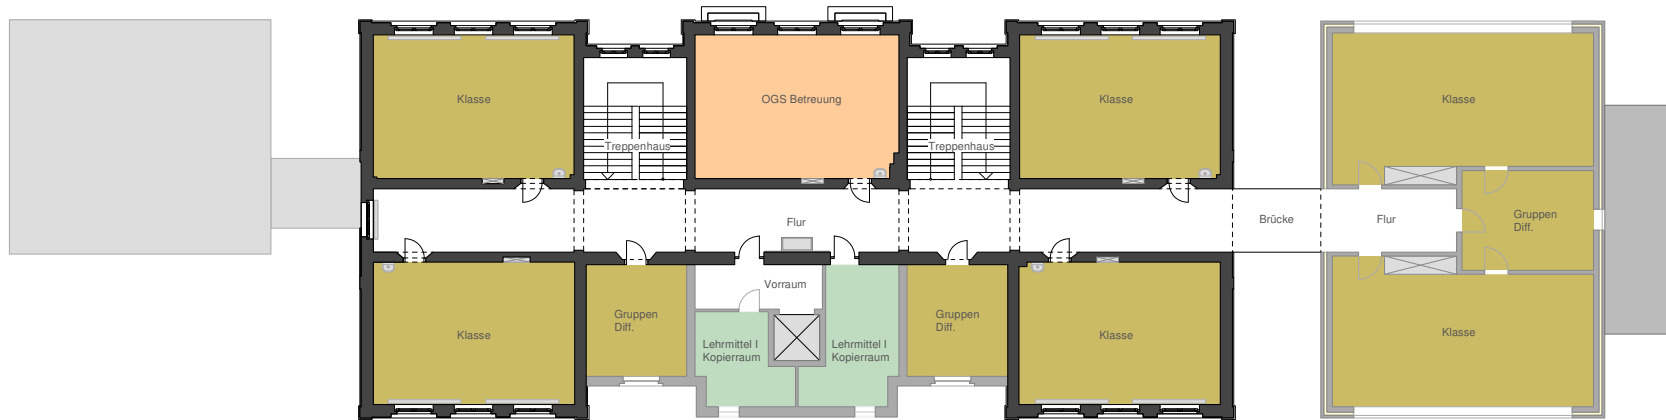 Klasse
OGS Betreuung
Klasse
Klasse
Treppenhaus
Treppenhaus
Flur
Brücke
Flur
Gruppen
Diff.
Vorraum
Klasse
Gruppen
Diff.
Lehrmittel I
Kopierraum
Lehrmittel I
Kopierraum
Gruppen
Diff.
Klasse
Klasse